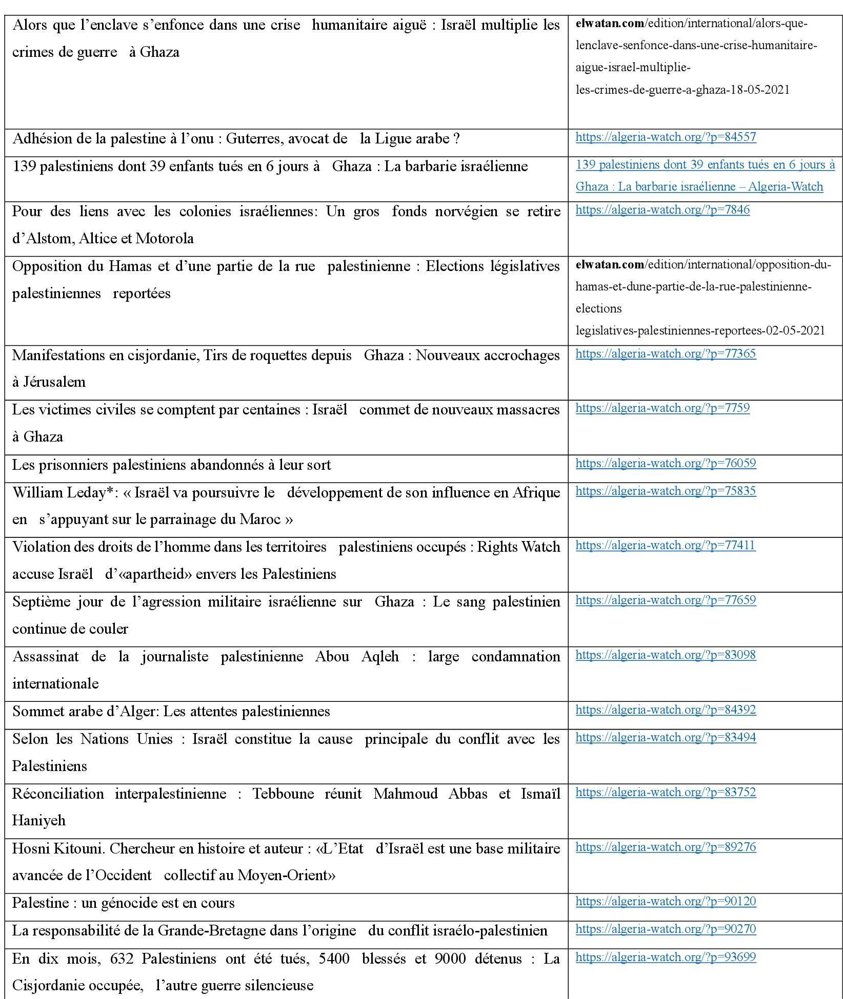 Alors que l’enclave s’enfonce dans une crise humanitaire aiguë : Israël multiplie les
crimes de guerre à Ghaza
elwatan.com/edition/international/alors-que-
lenclave-senfonce-dans-une-crise-humanitaire-
aigue-israel-multiplie-
les-crimes-de-guerre-a-ghaza-18-05-2021
Adhésion de la palestine à l’onu : Guterres, avocat de la Ligue arabe ?
https://algeria-watch.org/?p=84557
139 palestiniens dont 39 enfants tués en 6 jours à Ghaza : La barbarie israélienne
139 palestiniens dont 39 enfants tués en 6 jours à
Ghaza : La barbarie israélienne – Algeria-Watch
Pour des liens avec les colonies israéliennes: Un gros fonds norvégien se retire
d’Alstom, Altice et Motorola
https://algeria-watch.org/?p=7846
Opposition du Hamas et d’une partie de la rue palestinienne : Elections législatives
palestiniennes reportées
elwatan.com/edition/international/opposition-du-
hamas-et-dune-partie-de-la-rue-palestinienne-
elections
legislatives-palestiniennes-reportees-02-05-2021
Manifestations en cisjordanie, Tirs de roquettes depuis Ghaza : Nouveaux accrochages
à Jérusalem
https://algeria-watch.org/?p=77365
Les victimes civiles se comptent par centaines : Israël commet de nouveaux massacres
à Ghaza
https://algeria-watch.org/?p=7759
Les prisonniers palestiniens abandonnés à leur sort
https://algeria-watch.org/?p=76059
William Leday*: « Israël va poursuivre le développement de son influence en Afrique
en s’appuyant sur le parrainage du Maroc »
https://algeria-watch.org/?p=75835
Violation des droits de l’homme dans les territoires palestiniens occupés : Rights Watch
accuse Israël d’«apartheid» envers les Palestiniens
https://algeria-watch.org/?p=77411
Septième jour de l’agression militaire israélienne sur Ghaza : Le sang palestinien
continue de couler
https://algeria-watch.org/?p=77659
Assassinat de la journaliste palestinienne Abou Aqleh : large condamnation
internationale
https://algeria-watch.org/?p=83098
Sommet arabe d’Alger: Les attentes palestiniennes
https://algeria-watch.org/?p=84392
Selon les Nations Unies : Israël constitue la cause principale du conflit avec les
Palestiniens
https://algeria-watch.org/?p=83494
Réconciliation interpalestinienne : Tebboune réunit Mahmoud Abbas et Ismaïl
Haniyeh
https://algeria-watch.org/?p=83752
Hosni Kitouni. Chercheur en histoire et auteur : «L’Etat d’Israël est une base militaire
avancée de l’Occident collectif au Moyen-Orient»
https://algeria-watch.org/?p=89276
Palestine : un génocide est en cours
https://algeria-watch.org/?p=90120
La responsabilité de la Grande-Bretagne dans l’origine du conflit israélo-palestinien
https://algeria-watch.org/?p=90270
En dix mois, 632 Palestiniens ont été tués, 5400 blessés et 9000 détenus : La
Cisjordanie occupée, l’autre guerre silencieuse
https://algeria-watch.org/?p=93699